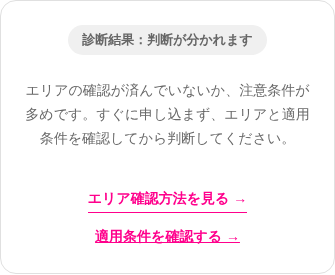 診断結果：判断が分かれます
エリアの確認が済んでいないか、注意条件が
多めです。すぐに申し込まず、エリアと適用
条件を確認してから判断してください。
エリア確認方法を見る →
適用条件を確認する →